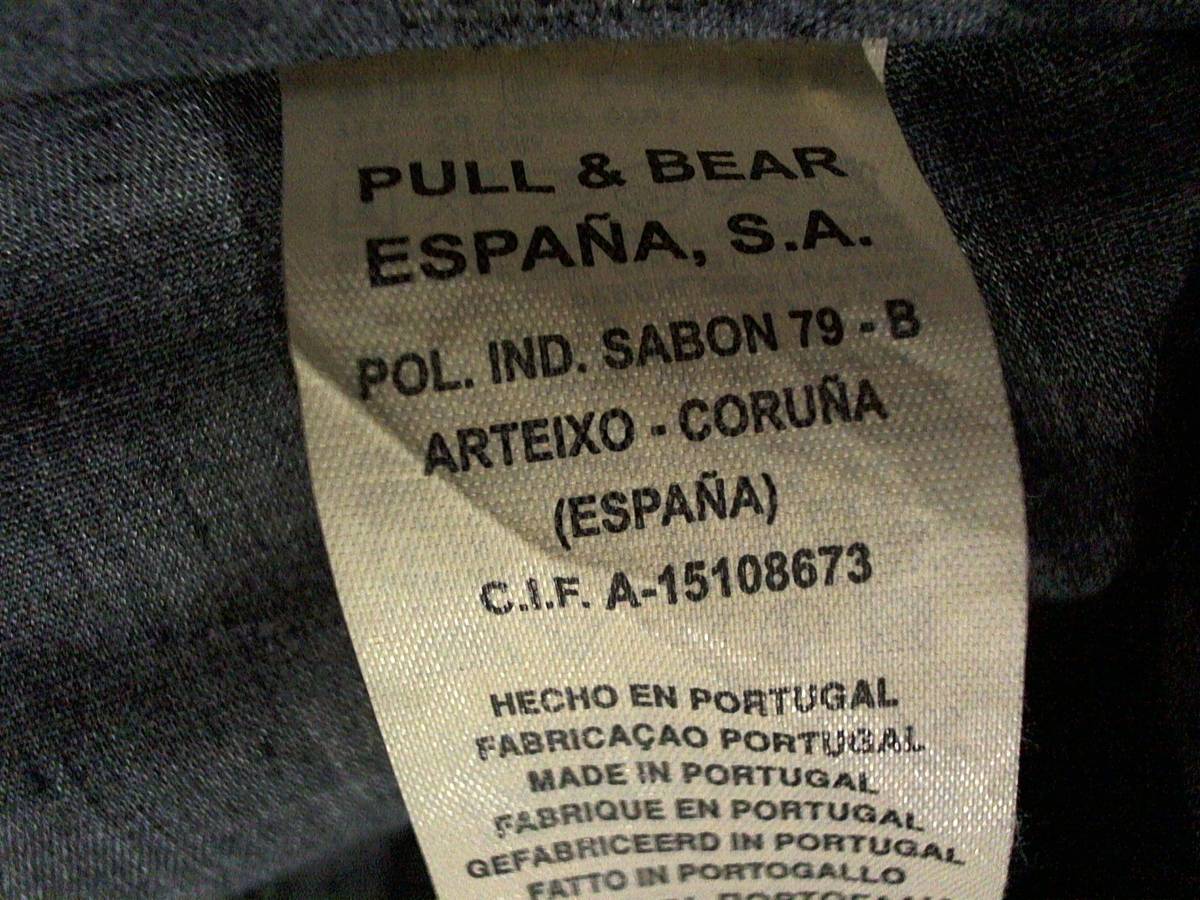 PULL & BEAR
ESPAÑA, S.A.
POL. IND. SABON 79 - B
ARTEIXO - CORUÑA
(ESPAÑA)
C.I.F. A-15108673
HECHO EN PORTUGAL
FABRICAÇAO PORTUGAL
MADE IN PORTUGAL
FABRIQUE EN PORTUGAL
GEFABRICEERD IN PORTUGAL
FATTO IN PORTOGALLO